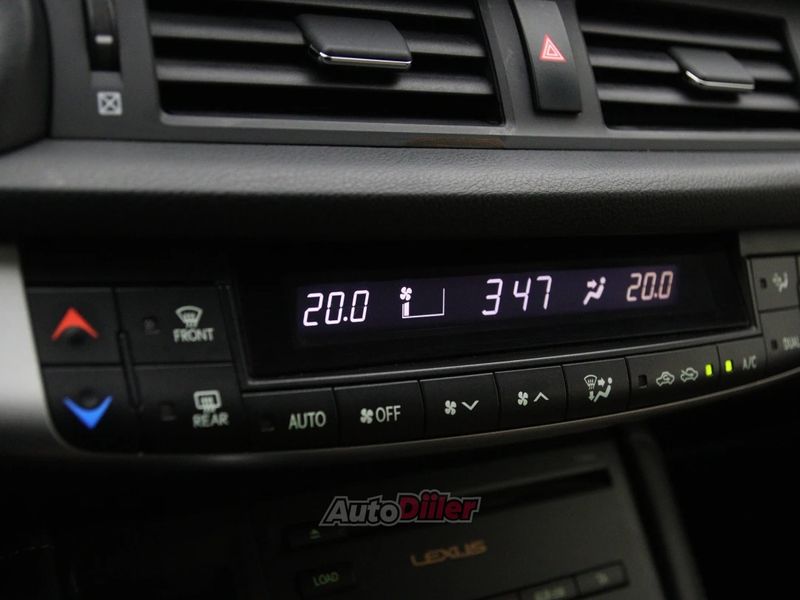 20.0 347 20.0
FRONT
REAR
AUTO OFF A/C
DUAL
AutoDiiler
LEXUS
LOAD